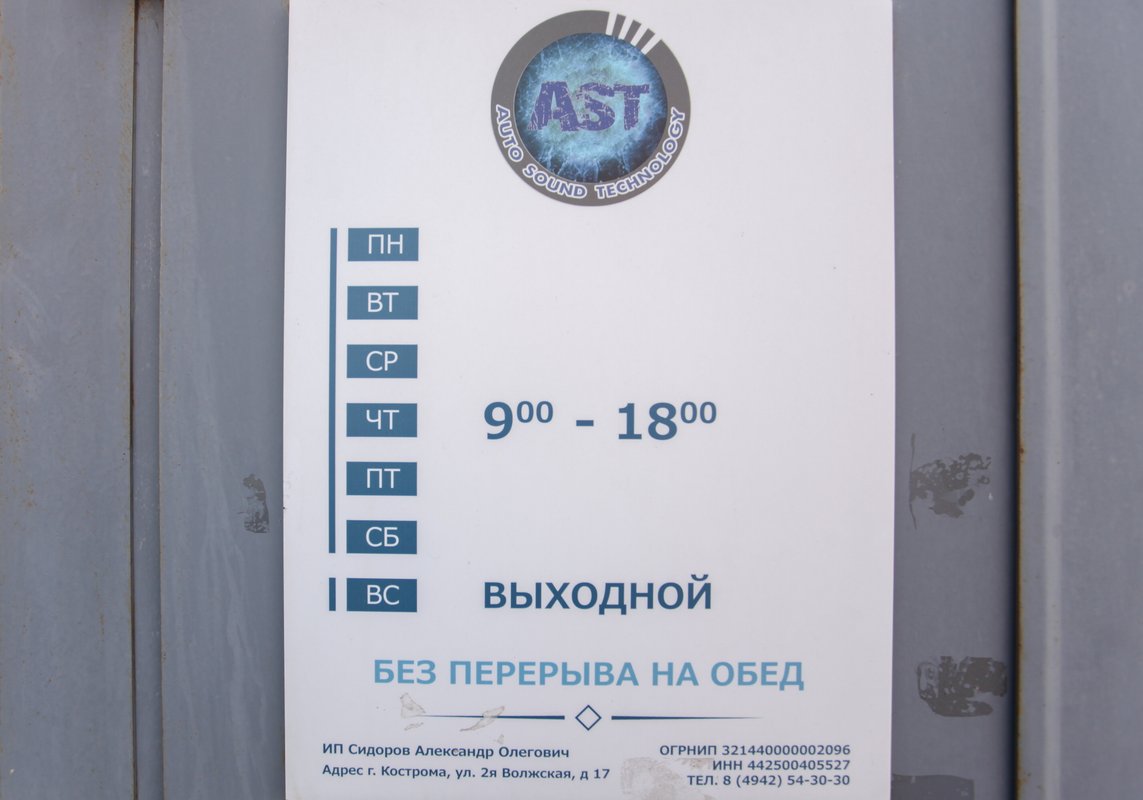 AST
AUTO SOUND TECHNOLOGY
ПН
ВТ
СР
ЧТ
9⁰⁰ - 18⁰⁰
ПТ
СБ
ВС
ВЫХОДНОЙ
БЕЗ ПЕРЕРЫВА НА ОБЕД
ИП Сидоров Александр Олегович
Адрес г. Кострома, ул. 2я Волжская, д 17
ОГРНИП 321440000002096
ИНН 442500405527
ТЕЛ. 8 (4942) 54-30-30